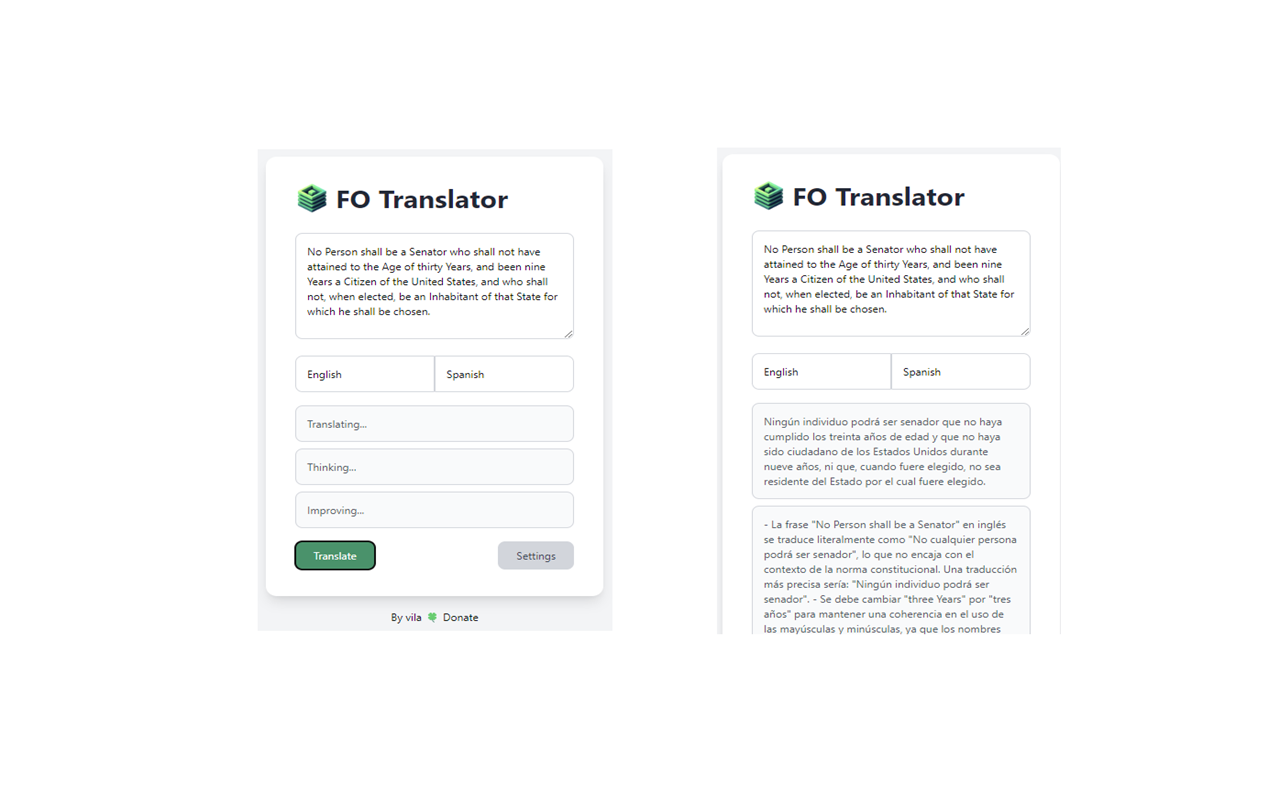 FO Translator
No Person shall be a Senator who shall not have
attained to the Age of thirty Years, and been nine
Years a Citizen of the United States, and who shall
not, when elected, be an Inhabitant of that State for
which he shall be chosen.
English
Spanish
Translating...
Thinking...
Improving...
Translate
Settings
By vila 🍀 Donate
FO Translator
No Person shall be a Senator who shall not have
attained to the Age of thirty Years, and been nine
Years a Citizen of the United States, and who shall
not, when elected, be an Inhabitant of that State for
which he shall be chosen.
English
Spanish
Ningún individuo podrá ser senador que no haya
cumplido los treinta años de edad y que no haya
sido ciudadano de los Estados Unidos durante
nueve años, ni que, cuando fuere elegido, no sea
residente del Estado por el cual fuere elegido.
- La frase "No Person shall be a Senator" en inglés
se traduce literalmente como "No cualquier persona
podrá ser senador", lo que no encaja con el
contexto de la norma constitucional. Una traducción
más precisa sería: "Ningún individuo podrá ser
senador". - Se debe cambiar "three Years" por "tres
años" para mantener una coherencia en el uso de
las mayúsculas y minúsculas, ya que los nombres